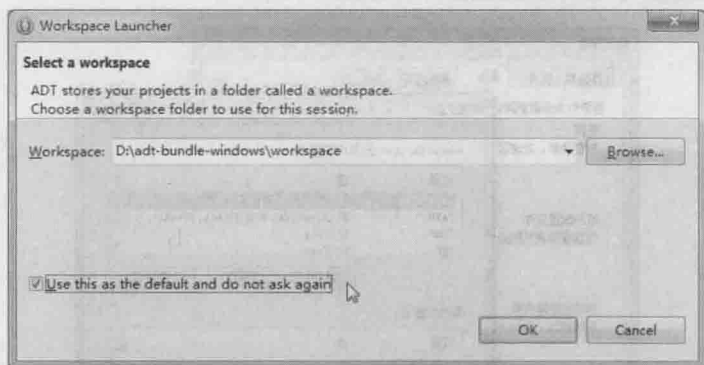 Workspace Launcher
Select a workspace
ADT stores your projects in a folder called a workspace.
Choose a workspace folder to use for this session.
Workspace: D:\adt-bundle-windows\workspace Browse...
Use this as the default and do not ask again
OK Cancel